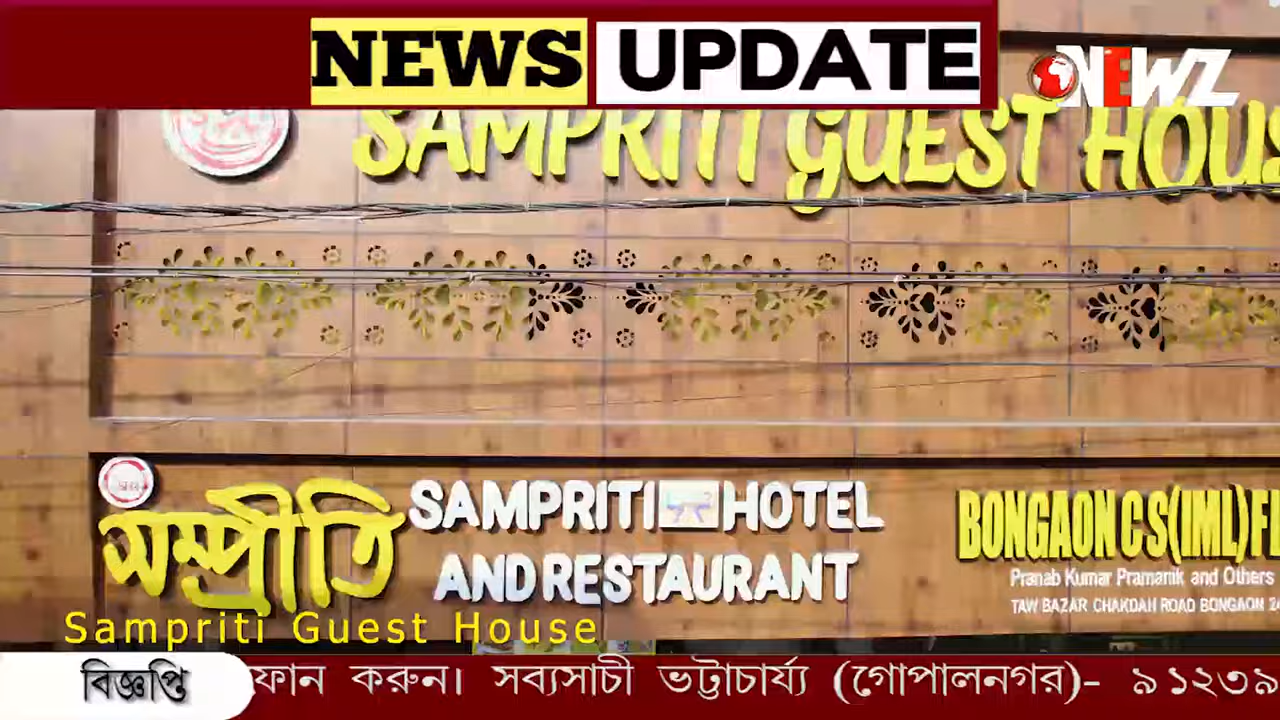 NEWS UPDATE
NEWZ
SAMPRITI GUEST HOUS
সম্প্রীতি
SAMPRITI HOTEL
AND RESTAURANT
BONGAON C S (IML) F
Pranab Kumar Pramanik and Others
TAW BAZAR CHAKDAH ROAD BONGAON
Sampriti Guest House
বিজ্ঞপ্তি
ফোন করুন। সব্যসাচী ভট্টাচার্য্য (গোপালনগর)- ৯১২৩৯